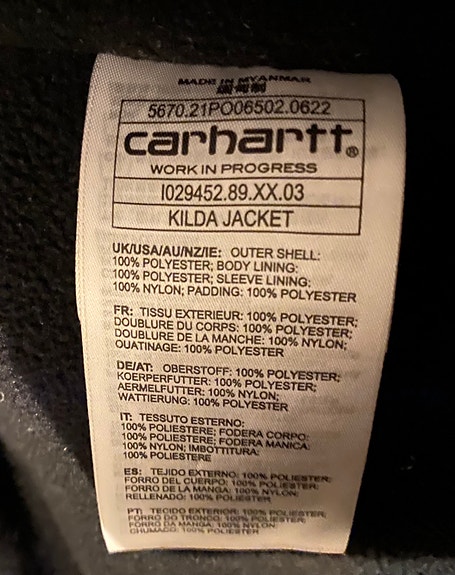 MADE IN MYANMAR
5670.21PO06502.0622
carhartt®
WORK IN PROGRESS
I029452.89.XX.03
KILDA JACKET
UK/USA/AU/NZ/IE: OUTER SHELL:
100% POLYESTER; BODY LINING:
100% POLYESTER; SLEEVE LINING:
100% NYLON; PADDING: 100% POLYESTER
FR: TISSU EXTERIEUR: 100% POLYESTER;
DOUBLURE DU CORPS: 100% POLYESTER;
DOUBLURE DE LA MANCHE: 100% NYLON;
OUATINAGE: 100% POLYESTER
DE/AT: OBERSTOFF: 100% POLYESTER;
KOERPERFUTTER: 100% POLYESTER;
AERMELFUTTER: 100% NYLON;
WATTIERUNG: 100% POLYESTER
IT: TESSUTO ESTERNO:
100% POLIESTERE; FODERA CORPO:
100% POLIESTERE; FODERA MANICA:
100% NYLON; IMBOTTITURA:
100% POLIESTERE
ES: TEJIDO EXTERNO: 100% POLIESTER;
FORRO DEL CUERPO: 100% POLIESTER;
FORRO DE LA MANGA: 100% NYLON;
RELLENADO: 100% POLIESTER
PT: TECIDO EXTERIOR: 100% POLIESTER;
FORRO DO TRONCO: 100% POLIESTER;
FORRO DA MANGA: 100% NYLON;
CHUMACO: 100% POLIESTER